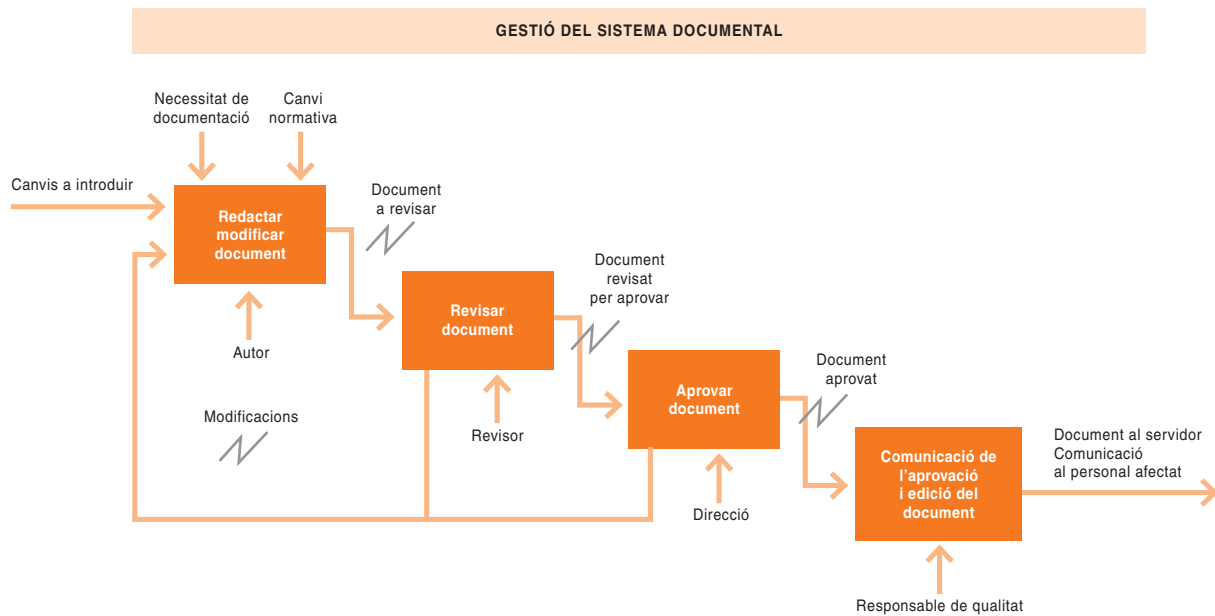 GESTIÓ DEL SISTEMA DOCUMENTAL
Necessitat de
documentació
Canvi
normativa
Canvis a introduir
Redactar
modificar
document
Document
a revisar
Autor
Revisar
document
Document
revisat
per aprovar
Revisor
Modificacions
Aprovar
document
Document
aprovat
Direcció
Comunicació de
l’aprovació
i edició del
document
Document al servidor
Comunicació
al personal afectat
Responsable de qualitat